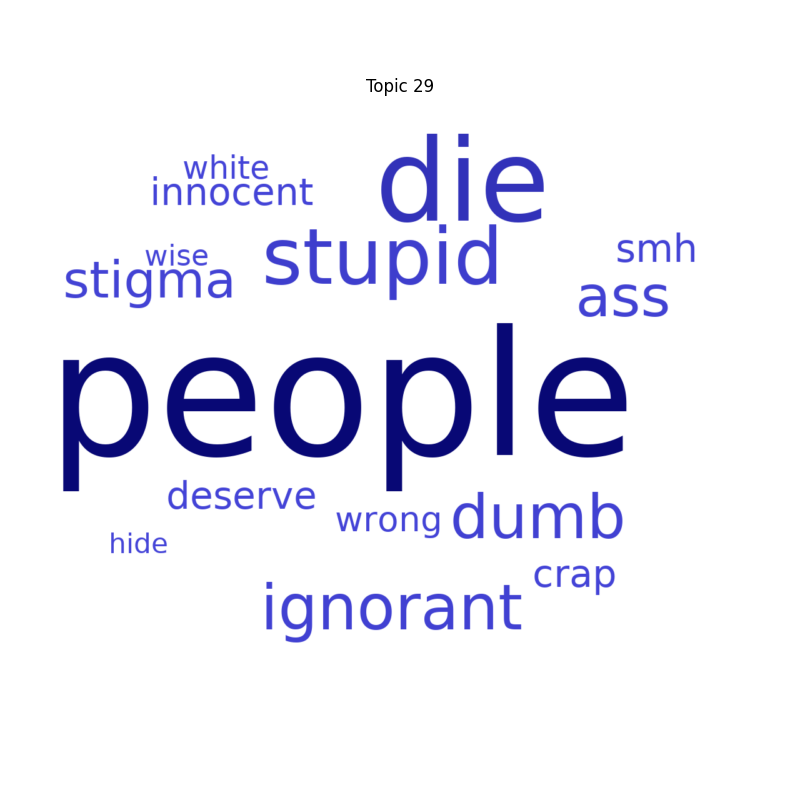 Topic 29
white
die
innocent
stupid
smh
wise
stigma
ass
people
deserve
wrong
dumb
hide
crap
ignorant